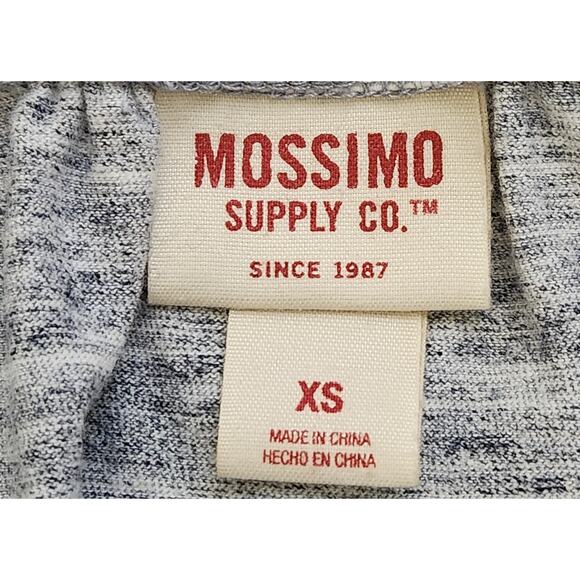 MOSSIMO
SUPPLY CO.™
SINCE 1987
XS
MADE IN CHINA
HECHO EN CHINA